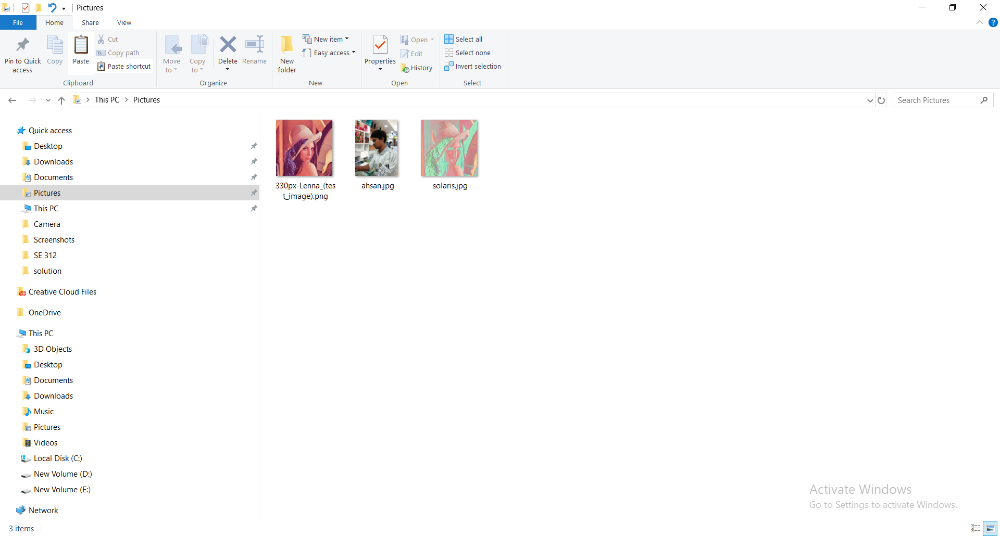 Pictures
File Home Share View
Pin to Quick access
Copy
Paste
Cut
Copy path
Paste shortcut
Clipboard
Move to
Copy to
Delete
Rename
Organize
New folder
New item
Easy access
New
Properties
Open
Edit
History
Open
Select all
Select none
Invert selection
Select
This PC Pictures
Search Pictures
Quick access
Desktop
Downloads
Documents
Pictures
This PC
Camera
Screenshots
SE 312
solution
Creative Cloud Files
OneDrive
This PC
3D Objects
Desktop
Documents
Downloads
Music
Pictures
Videos
Local Disk (C:)
New Volume (D:)
New Volume (E:)
Network
330px-Lenna_(tes
t_image).png
ahsan.jpg
solaris.jpg
Activate Windows
Go to Settings to activate Windows.
3 items